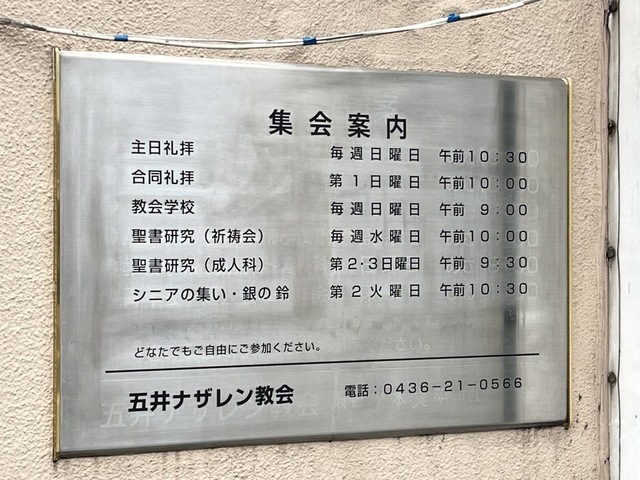 集会案内
主日礼拝 毎週日曜日 午前10:30
合同礼拝 第1日曜日 午前10:00
教会学校 毎週日曜日 午前 9:00
聖書研究（祈祷会） 毎週水曜日 午前10:00
聖書研究（成人科） 第2・3日曜日 午前 9:30
シニアの集い・銀の鈴 第2火曜日 午前10:30
どなたでもご自由にご参加ください。
五井ナザレン教会 電話：0436-21-0566